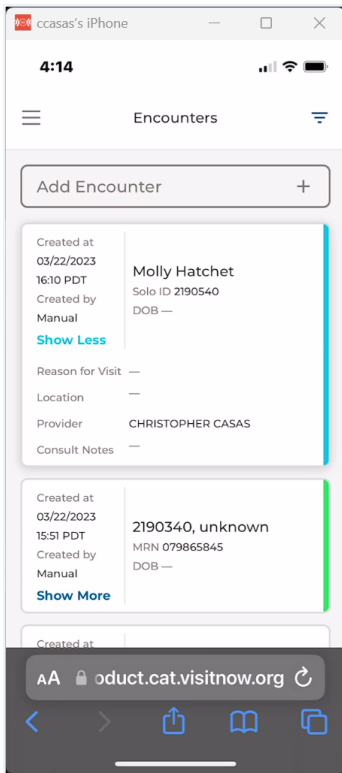 ccasas's iPhone
4:14
Encounters
Add Encounter +
Created at
03/22/2023
16:10 PDT
Created by
Manual
Show Less
Molly Hatchet
Solo ID 2190540
DOB —
Reason for Visit —
Location —
Provider CHRISTOPHER CASAS
Consult Notes —
Created at
03/22/2023
15:51 PDT
Created by
Manual
Show More
2190340, unknown
MRN 079865845
DOB —
Created at
AA oduct.cat.visitnow.org